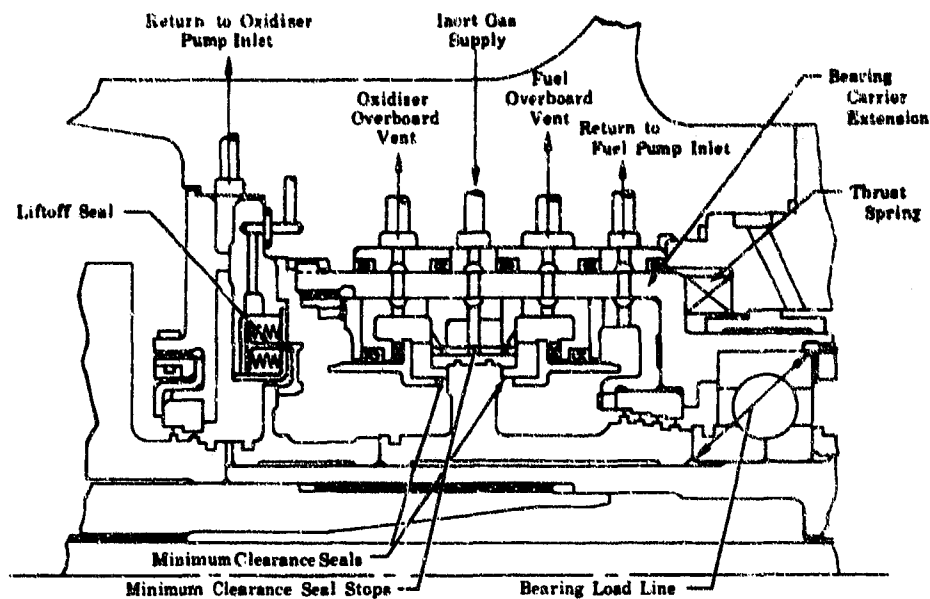 Return to Oxidiser
Pump Inlet
Inert Gas
Supply
Oxidiser
Overboard
Vent
Fuel
Overboard
Vent
Return to
Fuel Pump Inlet
Bearing
Carrier
Extension
Thrust
Spring
Liftoff Seal
Minimum Clearance Seals
Minimum Clearance Seal Stops
Bearing Load Line